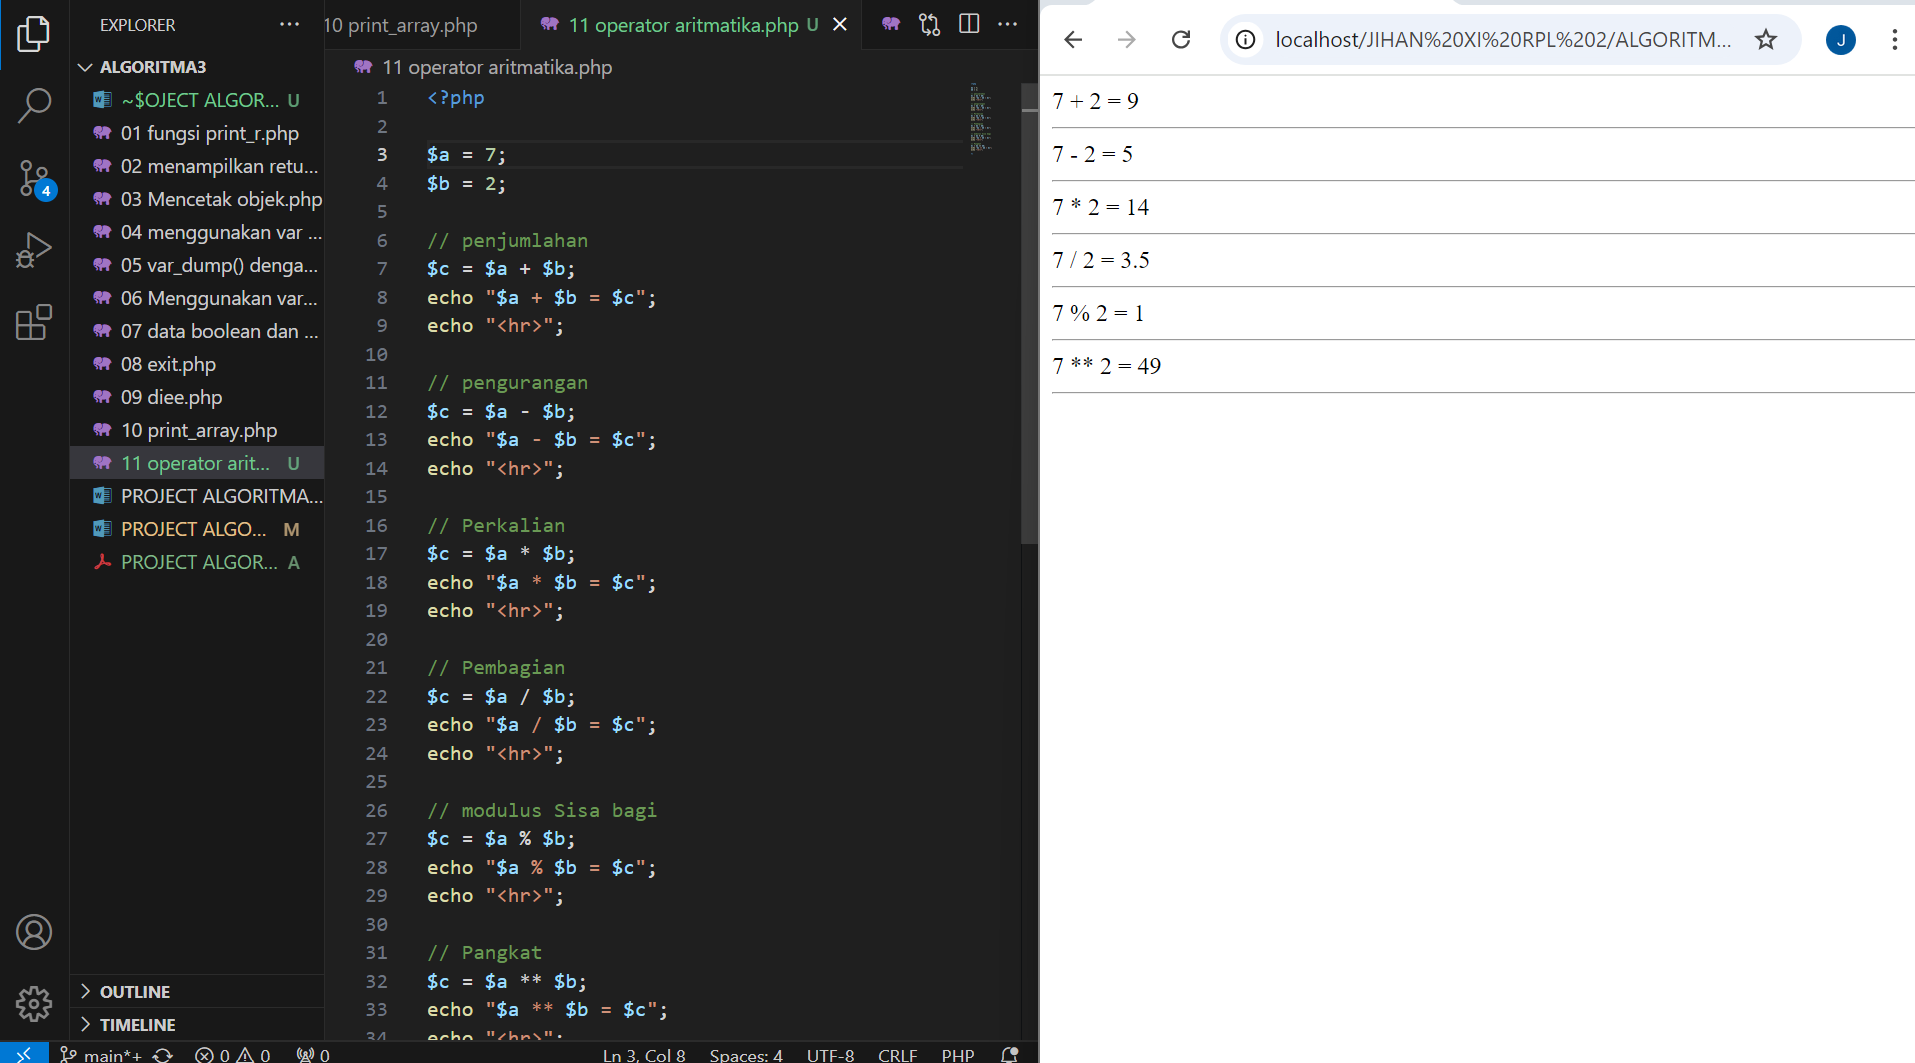 EXPLORER
ALGORITMA3
~$OJECT ALGOR... U
01 fungsi print_r.php
02 menampilkan retu...
03 Mencetak objek.php
04 menggunakan var ...
05 var_dump() denga...
06 Menggunakan var...
07 data boolean dan ...
08 exit.php
09 diee.php
10 print_array.php
11 operator arit... U
PROJECT ALGORITMA...
PROJECT ALGO... M
PROJECT ALGOR... A
OUTLINE
TIMELINE
4
10 print_array.php
11 operator aritmatika.php U
11 operator aritmatika.php
1 <?php
2
3 $a = 7;
4 $b = 2;
5
6 // penjumlahan
7 $c = $a + $b;
8 echo "$a + $b = $c";
9 echo "<hr>";
10
11 // pengurangan
12 $c = $a - $b;
13 echo "$a - $b = $c";
14 echo "<hr>";
15
16 // Perkalian
17 $c = $a * $b;
18 echo "$a * $b = $c";
19 echo "<hr>";
20
21 // Pembagian
22 $c = $a / $b;
23 echo "$a / $b = $c";
24 echo "<hr>";
25
26 // modulus Sisa bagi
27 $c = $a % $b;
28 echo "$a % $b = $c";
29 echo "<hr>";
30
31 // Pangkat
32 $c = $a ** $b;
33 echo "$a ** $b = $c";
34 echo "<hr>";
main*+ 0 0 0 Ln 3, Col 8 Spaces: 4 UTF-8 CRLF PHP
localhost/JIHAN%20XI%20RPL%202/ALGORITM...
J
7 + 2 = 9
7 - 2 = 5
7 * 2 = 14
7 / 2 = 3.5
7 % 2 = 1
7 ** 2 = 49